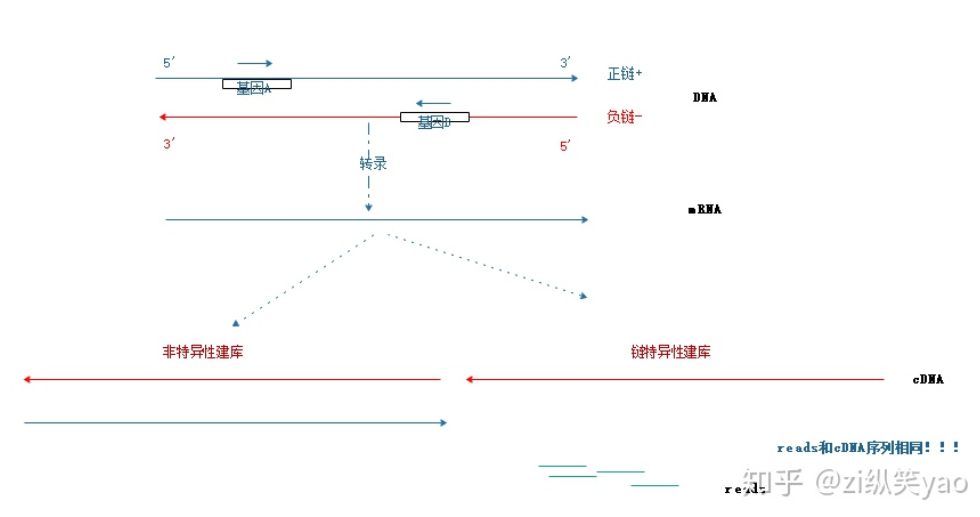 5′
3′
正链+
基因A
DNA
基因D
负链-
3′
5′
转录
mRNA
非特异性建库
链特异性建库
cDNA
reads和cDNA序列相同！！！
reads
知乎 @zi纵笑yao